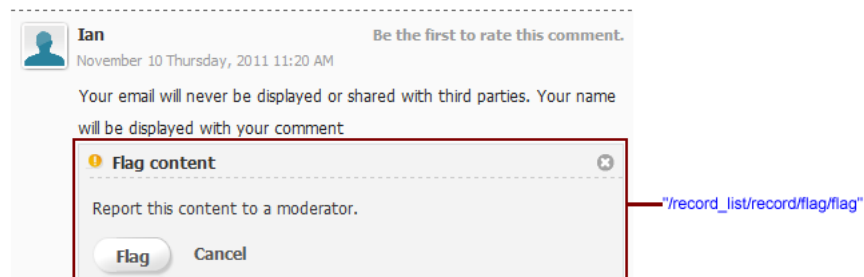 Ian
Be the first to rate this comment.
November 10 Thursday, 2011 11:20 AM
Your email will never be displayed or shared with third parties. Your name
will be displayed with your comment
Flag content
"/record_list/record/flag/flag"
Report this content to a moderator.
Flag
Cancel